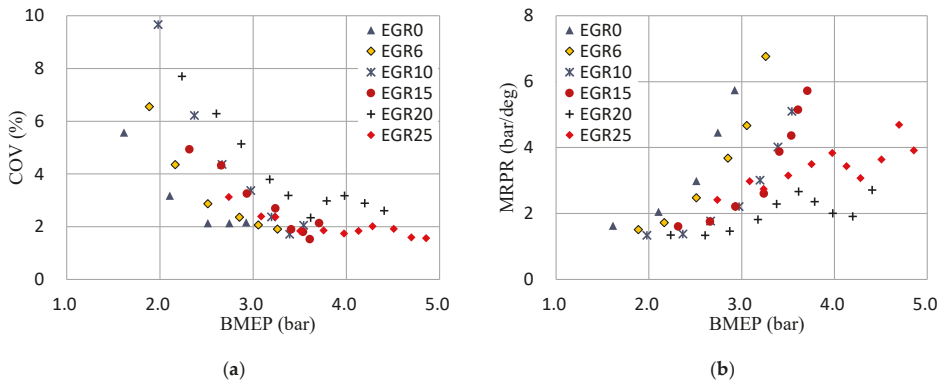 COV (%)
10
8
6
4
2
0
1.0 2.0 3.0 4.0 5.0
BMEP (bar)
EGR0
EGR6
EGR10
EGR15
EGR20
EGR25
(a)
MRPR (bar/deg)
8
6
4
2
0
1.0 2.0 3.0 4.0 5.0
BMEP (bar)
EGR0
EGR6
EGR10
EGR15
EGR20
EGR25
(b)